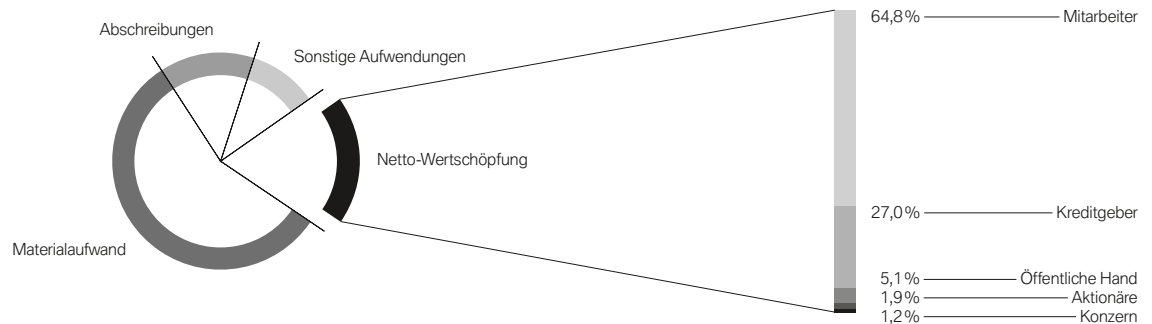 Abschreibungen
Sonstige Aufwendungen
Netto-Wertschöpfung
Materialaufwand
64,8 % Mitarbeiter
27,0 % Kreditgeber
5,1 % Öffentliche Hand
1,9 % Aktionäre
1,2 % Konzern